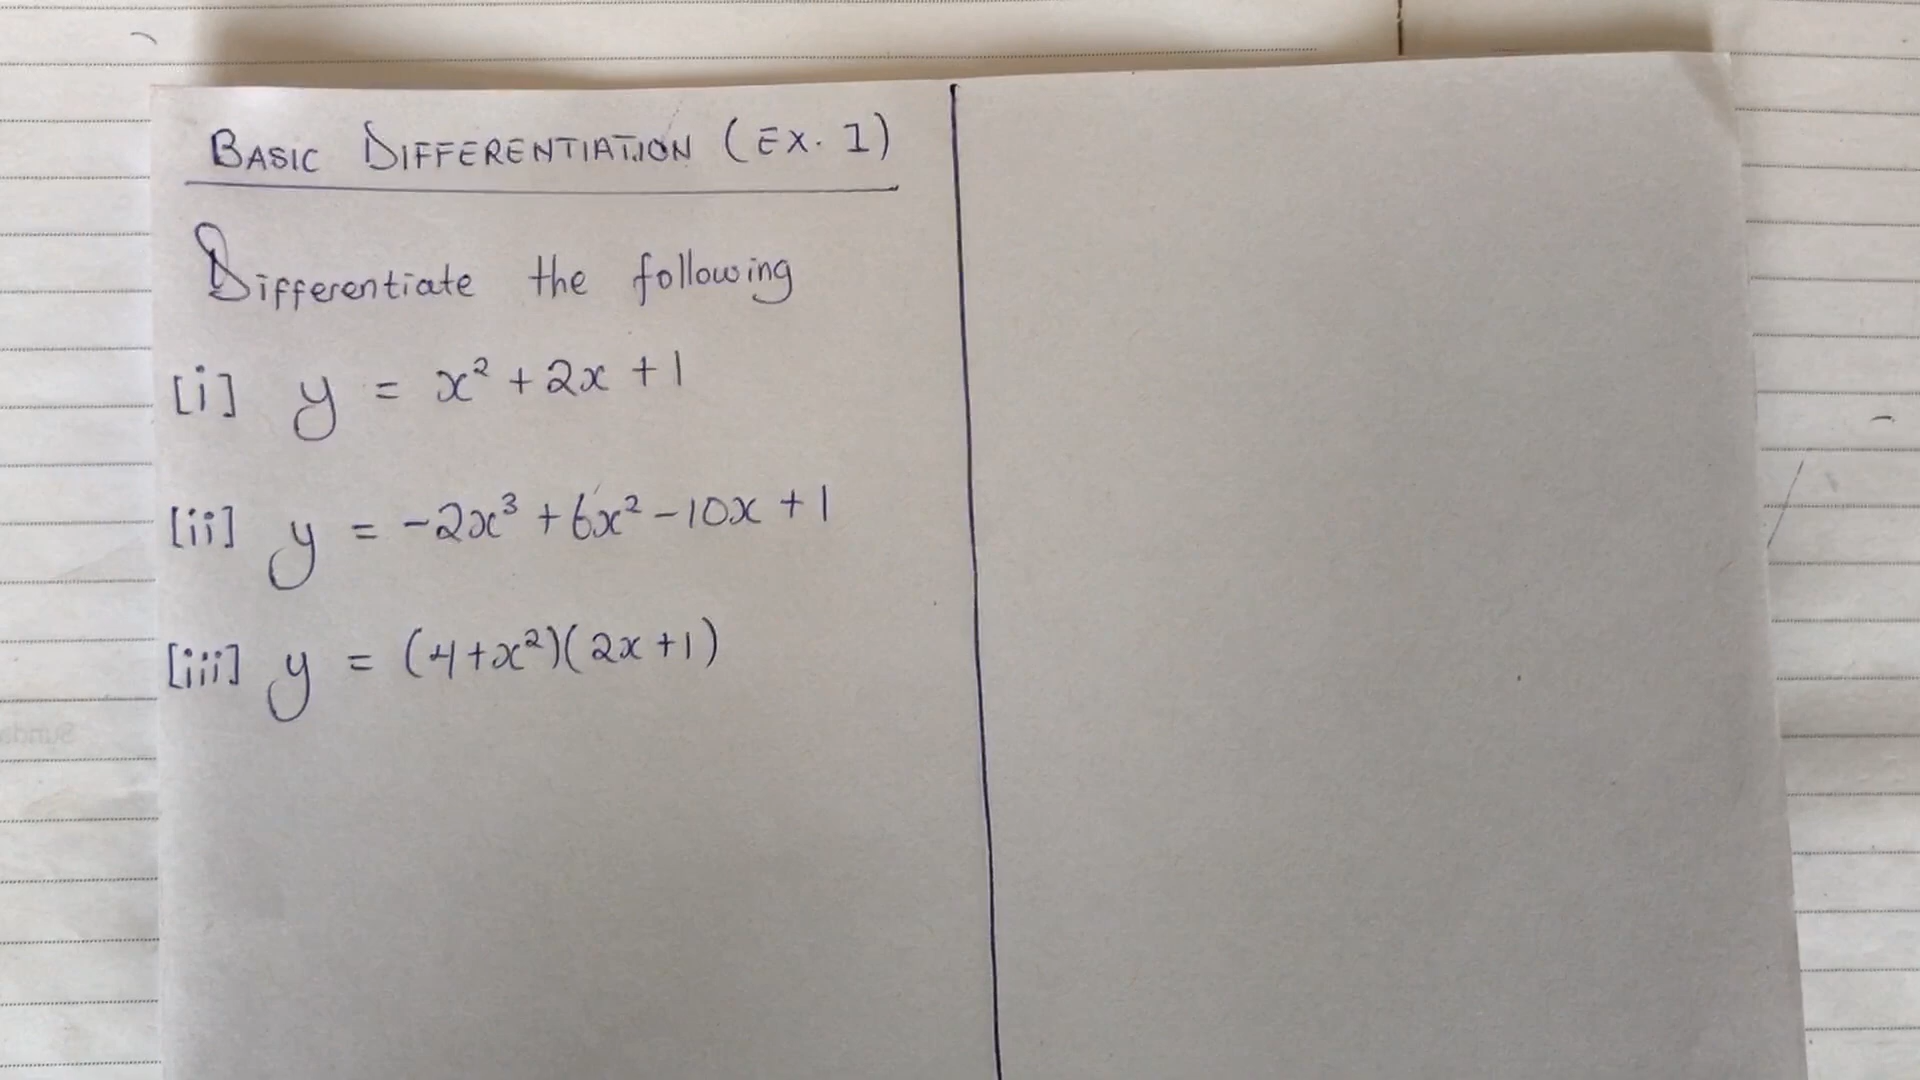 BASIC DIFFERENTIATION (EX. 1)
Differentiate the following
[i] y = x² + 2x + 1
[ii] y = -2x³ + 6x² - 10x + 1
[iii] y = (4+x²)(2x+1)